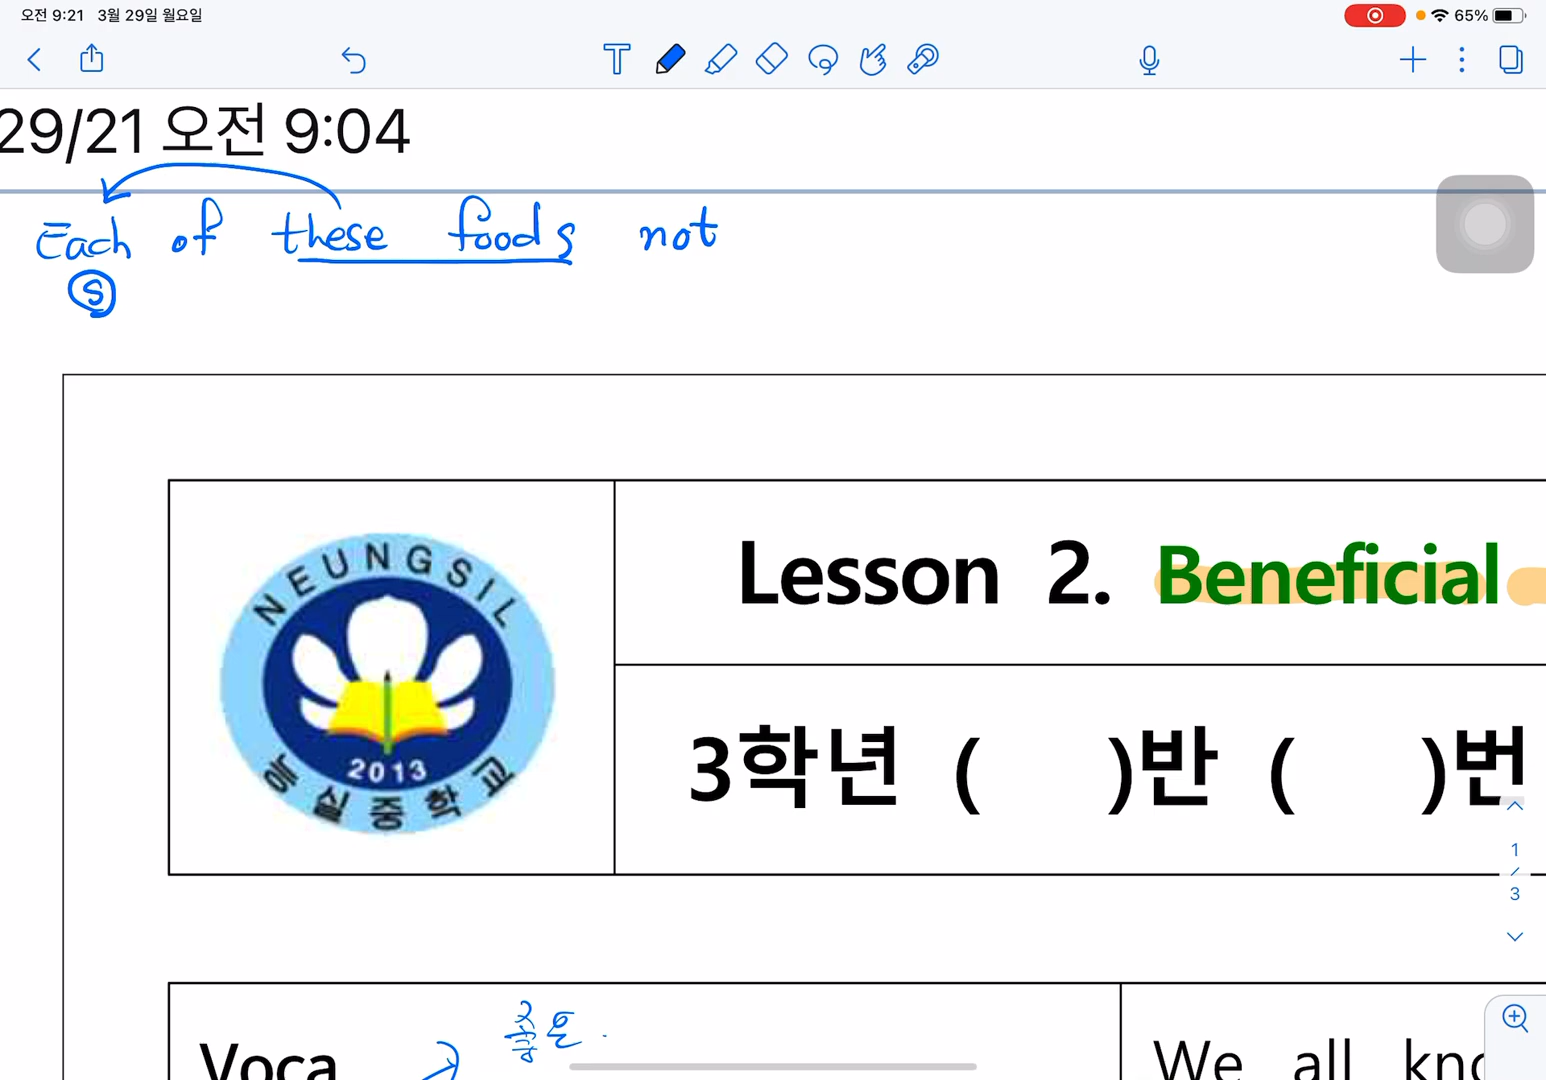 오전 9:21 3월 29일 월요일
65%
29/21 오전 9:04
Each of these foods not
S
NEUNGSIL
2013
능실중학교
Lesson 2. Beneficial
3학년 ( )반 ( )번
1
/
3
좋은
Voca
We all kno